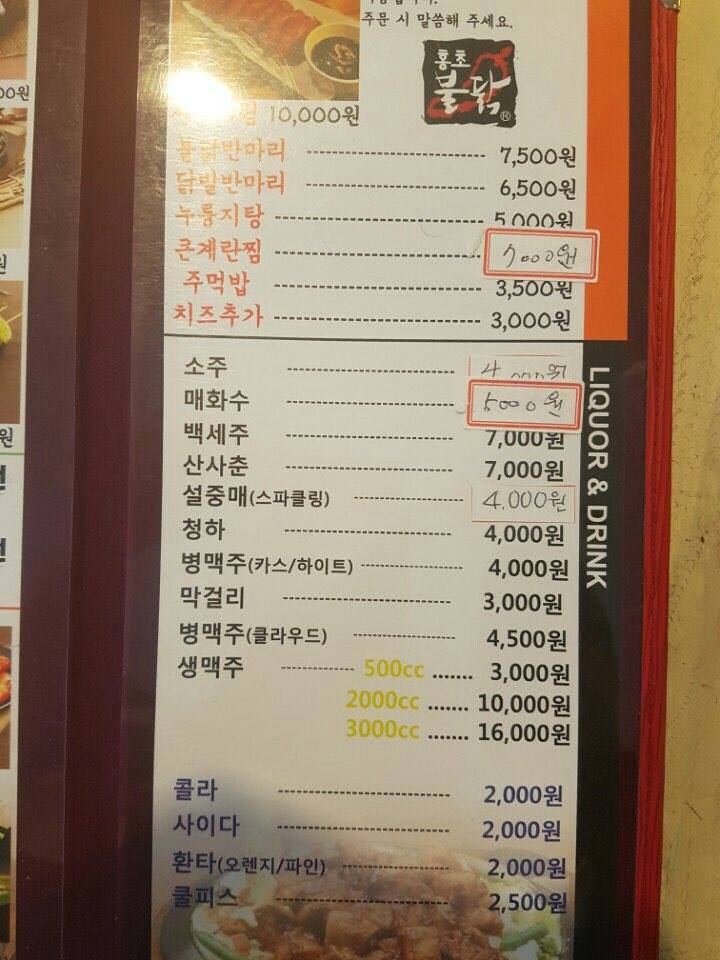 주문 시 말씀해 주세요.
홍초
불닭®
10,000원
불닭반마리 7,500원
닭발반마리 6,500원
누룽지탕 5,000원
큰계란찜 7000원
주먹밥 3,500원
치즈추가 3,000원
소주 4,000원
매화수 5000원
백세주 7,000원
산사춘 7,000원
설중매(스파클링) 4.000원
청하 4,000원
병맥주(카스/하이트) 4,000원
막걸리 3,000원
병맥주(클라우드) 4,500원
생맥주 500cc ....... 3,000원
2000cc ....... 10,000원
3000cc ....... 16,000원
LIQUOR & DRINK
콜라 2,000원
사이다 2,000원
환타(오렌지/파인) 2,000원
쿨피스 2,500원